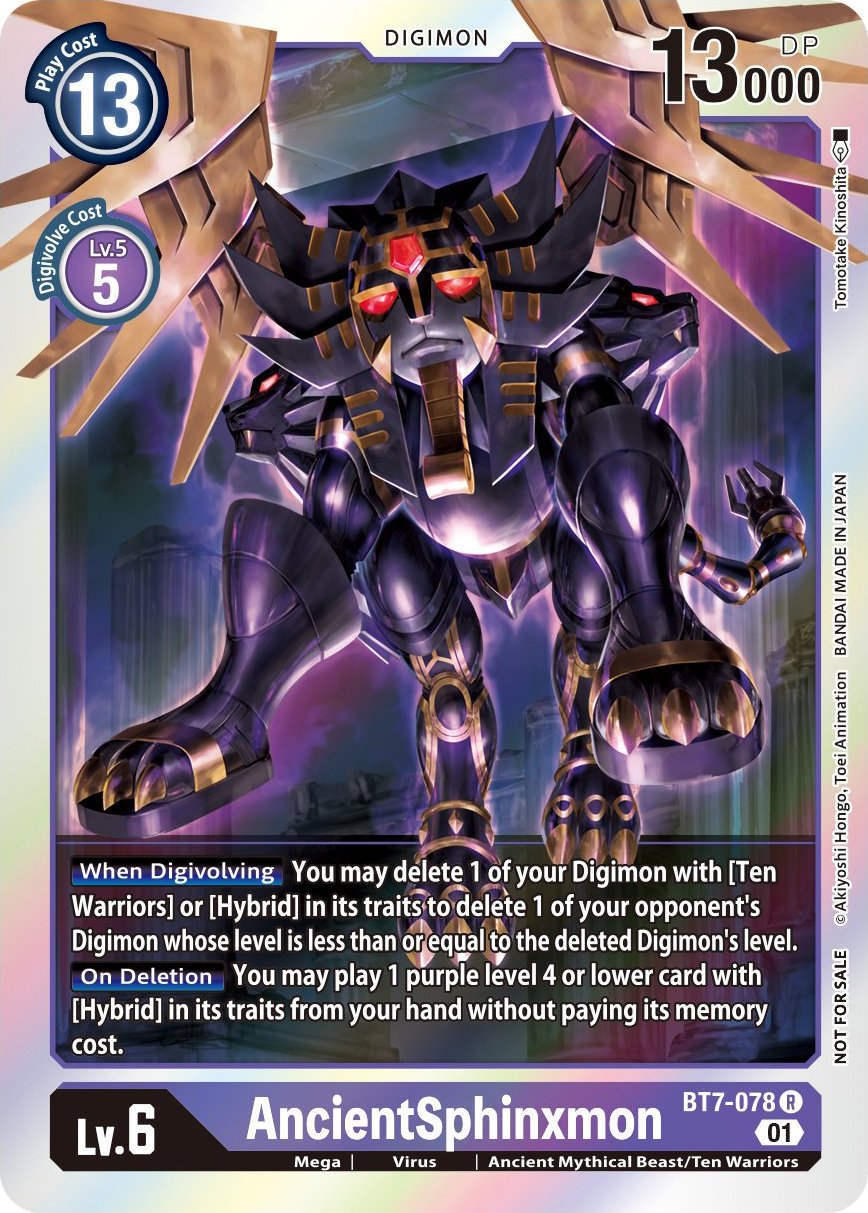 DIGIMON
Play Cost
13
13000
DP
Digivolve Cost
Lv.5
5
Tomotake Kinoshita
©Akiyoshi Hongo, Toei Animation BANDAI MADE IN JAPAN
NOT FOR SALE
When Digivolving You may delete 1 of your Digimon with [Ten
Warriors] or [Hybrid] in its traits to delete 1 of your opponent's
Digimon whose level is less than or equal to the deleted Digimon's level.
On Deletion You may play 1 purple level 4 or lower card with
[Hybrid] in its traits from your hand without paying its memory
cost.
Lv.6
AncientSphinxmon
BT7-078 R
01
Mega | Virus | Ancient Mythical Beast/Ten Warriors